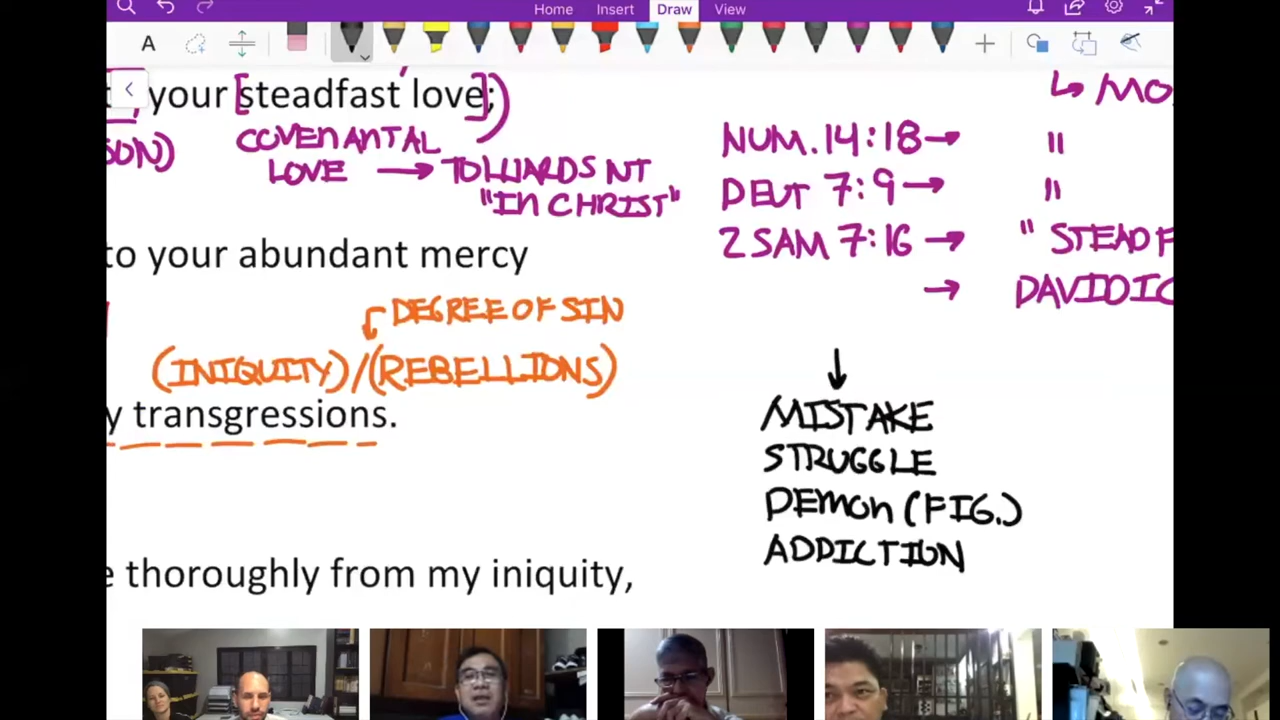 Home Insert Draw View
A
your [steadfast love;])
SON)
COVENANTAL
LOVE → TOWARDS NT
"IN CHRIST"
↳ MO
NUM. 14:18 → "
DEUT 7:9 → "
2 SAM 7:16 → " STEADF
→ DAVIDIC
to your abundant mercy
DEGREE OF SIN
(INIQUITY)/(REBELLIONS)
y transgressions.
↓
MISTAKE
STRUGGLE
DEMON (FIG.)
ADDICTION
e thoroughly from my iniquity,